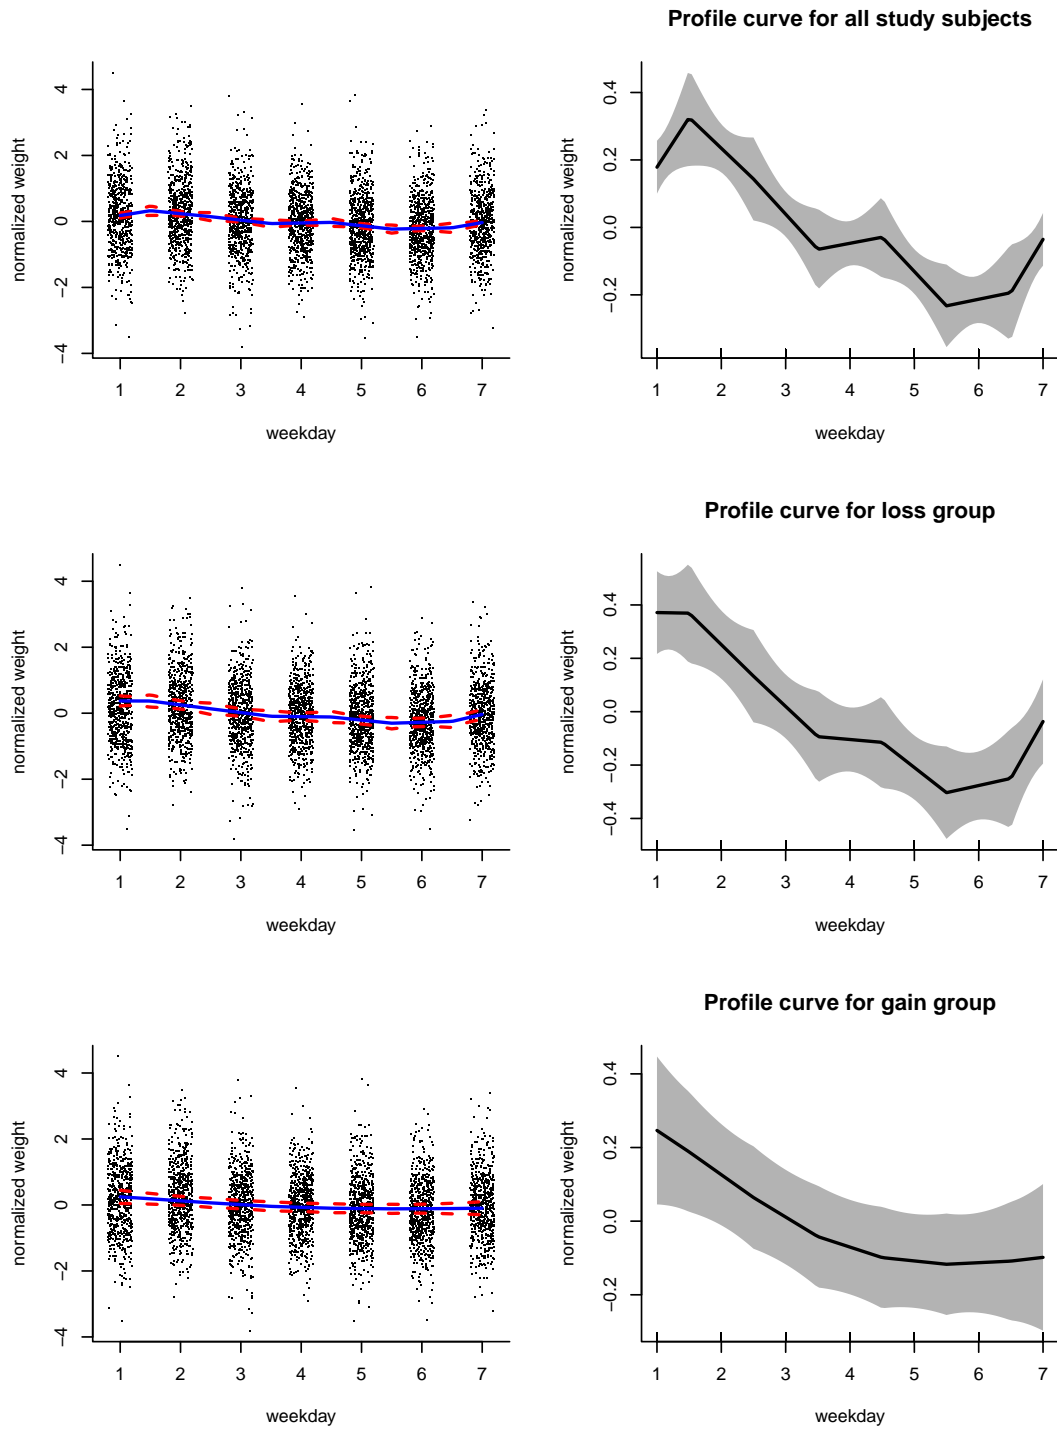 Profile curve for all study subjects
normalized weight
4
2
0
−2
−4
1 2 3 4 5 6 7
weekday
normalized weight
0.4
0.2
0.0
−0.2
1 2 3 4 5 6 7
weekday
Profile curve for loss group
normalized weight
4
2
0
−2
−4
1 2 3 4 5 6 7
weekday
normalized weight
0.4
0.2
0.0
−0.2
−0.4
1 2 3 4 5 6 7
weekday
Profile curve for gain group
normalized weight
4
2
0
−2
−4
1 2 3 4 5 6 7
weekday
normalized weight
0.4
0.2
0.0
−0.2
1 2 3 4 5 6 7
weekday